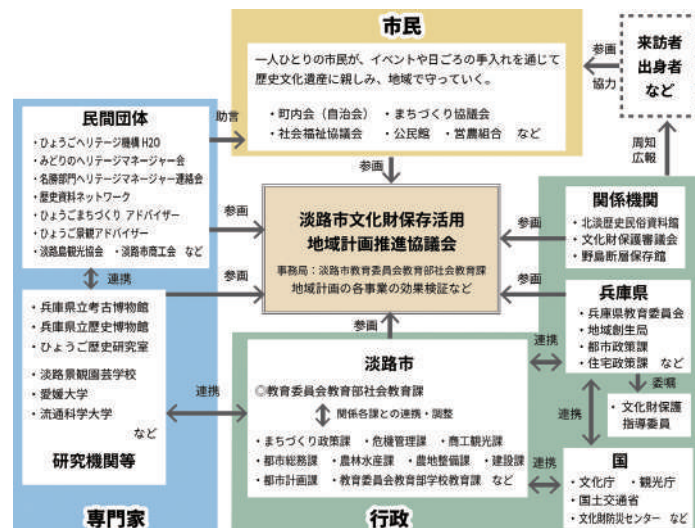 市民
一人ひとりの市民が、イベントや日ごろの手入れを通じて
歴史文化遺産に親しみ、地域で守っていく。
・町内会（自治会） ・まちづくり協議会
・社会福祉協議会 ・公民館 ・営農組合 など
参画
協力
来訪者
出身者
など
周知
広報
民間団体
・ひょうごヘリテージ機構H2O
・みどりのヘリテージマネージャー会
・名勝部門ヘリテージマネージャー連絡会
・歴史資料ネットワーク
・ひょうごまちづくり アドバイザー
・ひょうご景観アドバイザー
・淡路島観光協会 ・淡路市商工会 など
助言
参画
参画
連携
参画
淡路市文化財保存活用
地域計画推進協議会
事務局：淡路市教育委員会教育部社会教育課
地域計画の各事業の効果検証など
参画
参画
参画
関係機関
・北淡歴史民俗資料館
・文化財保護審議会
・野島断層保存館
兵庫県
・兵庫県教育委員会
・地域創生局
・都市政策課
・住宅政策課 など
委嘱
・文化財保護
指導委員
・兵庫県立考古博物館
・兵庫県立歴史博物館
・ひょうご歴史研究室
・淡路景観園芸学校
・愛媛大学
・流通科学大学
など
研究機関等
専門家
連携
淡路市
◎教育委員会教育部社会教育課
関係各課との連携・調整
・まちづくり政策課 ・危機管理課 ・商工観光課
・都市総務課 ・農林水産課 ・農地整備課 ・建設課
・都市計画課 ・教育委員会教育部学校教育課 など
行政
連携
連携
連携
国
・文化庁 ・観光庁
・国土交通省
・文化財防災センター など